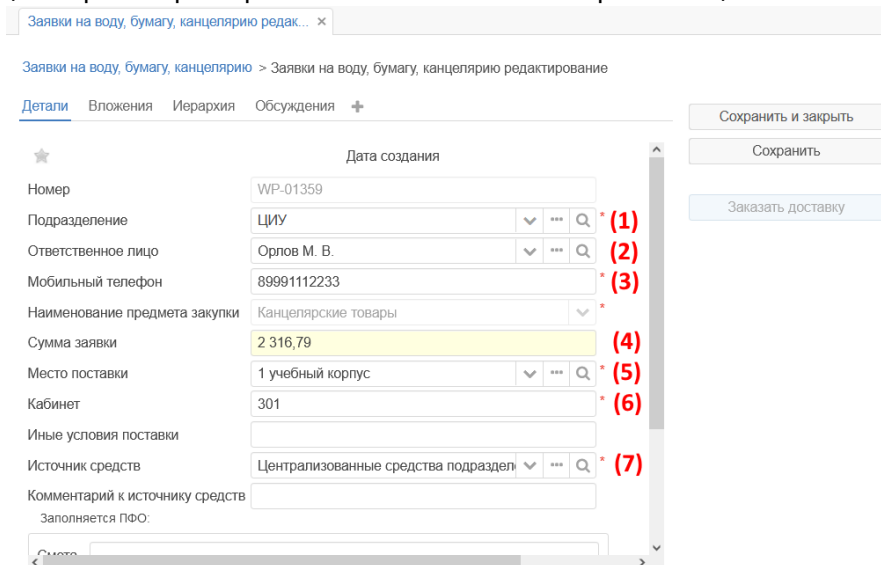 Заявки на воду, бумагу, канцелярию редак... ×
Заявки на воду, бумагу, канцелярию > Заявки на воду, бумагу, канцелярию редактирование
Детали Вложения Иерархия Обсуждения +
Сохранить и закрыть
Дата создания
Сохранить
Номер WP-01359
Заказать доставку
Подразделение ЦИУ * (1)
Ответственное лицо Орлов М. В. (2)
Мобильный телефон 89991112233 * (3)
Наименование предмета закупки Канцелярские товары *
Сумма заявки 2 316,79 (4)
Место поставки 1 учебный корпус * (5)
Кабинет 301 * (6)
Иные условия поставки
Источник средств Централизованные средства подраздел * (7)
Комментарий к источнику средств
Заполняется ПФО: